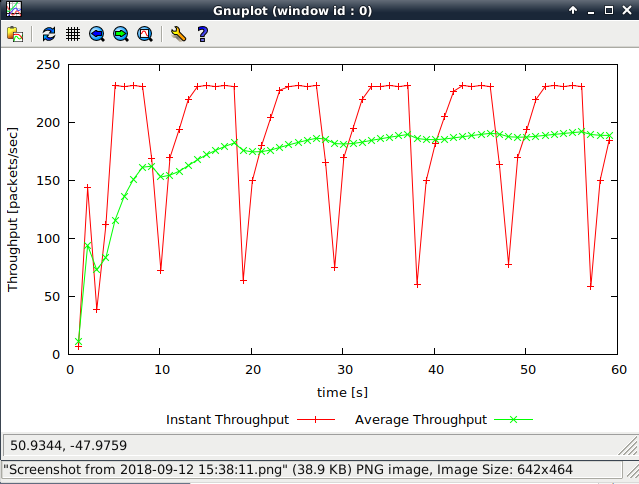 Gnuplot (window id : 0)
250
200
150
100
50
0
Throughput [packets/sec]
0 10 20 30 40 50 60
time [s]
Instant Throughput Average Throughput
50.9344, -47.9759
"Screenshot from 2018-09-12 15:38:11.png" (38.9 KB) PNG image, Image Size: 642x464